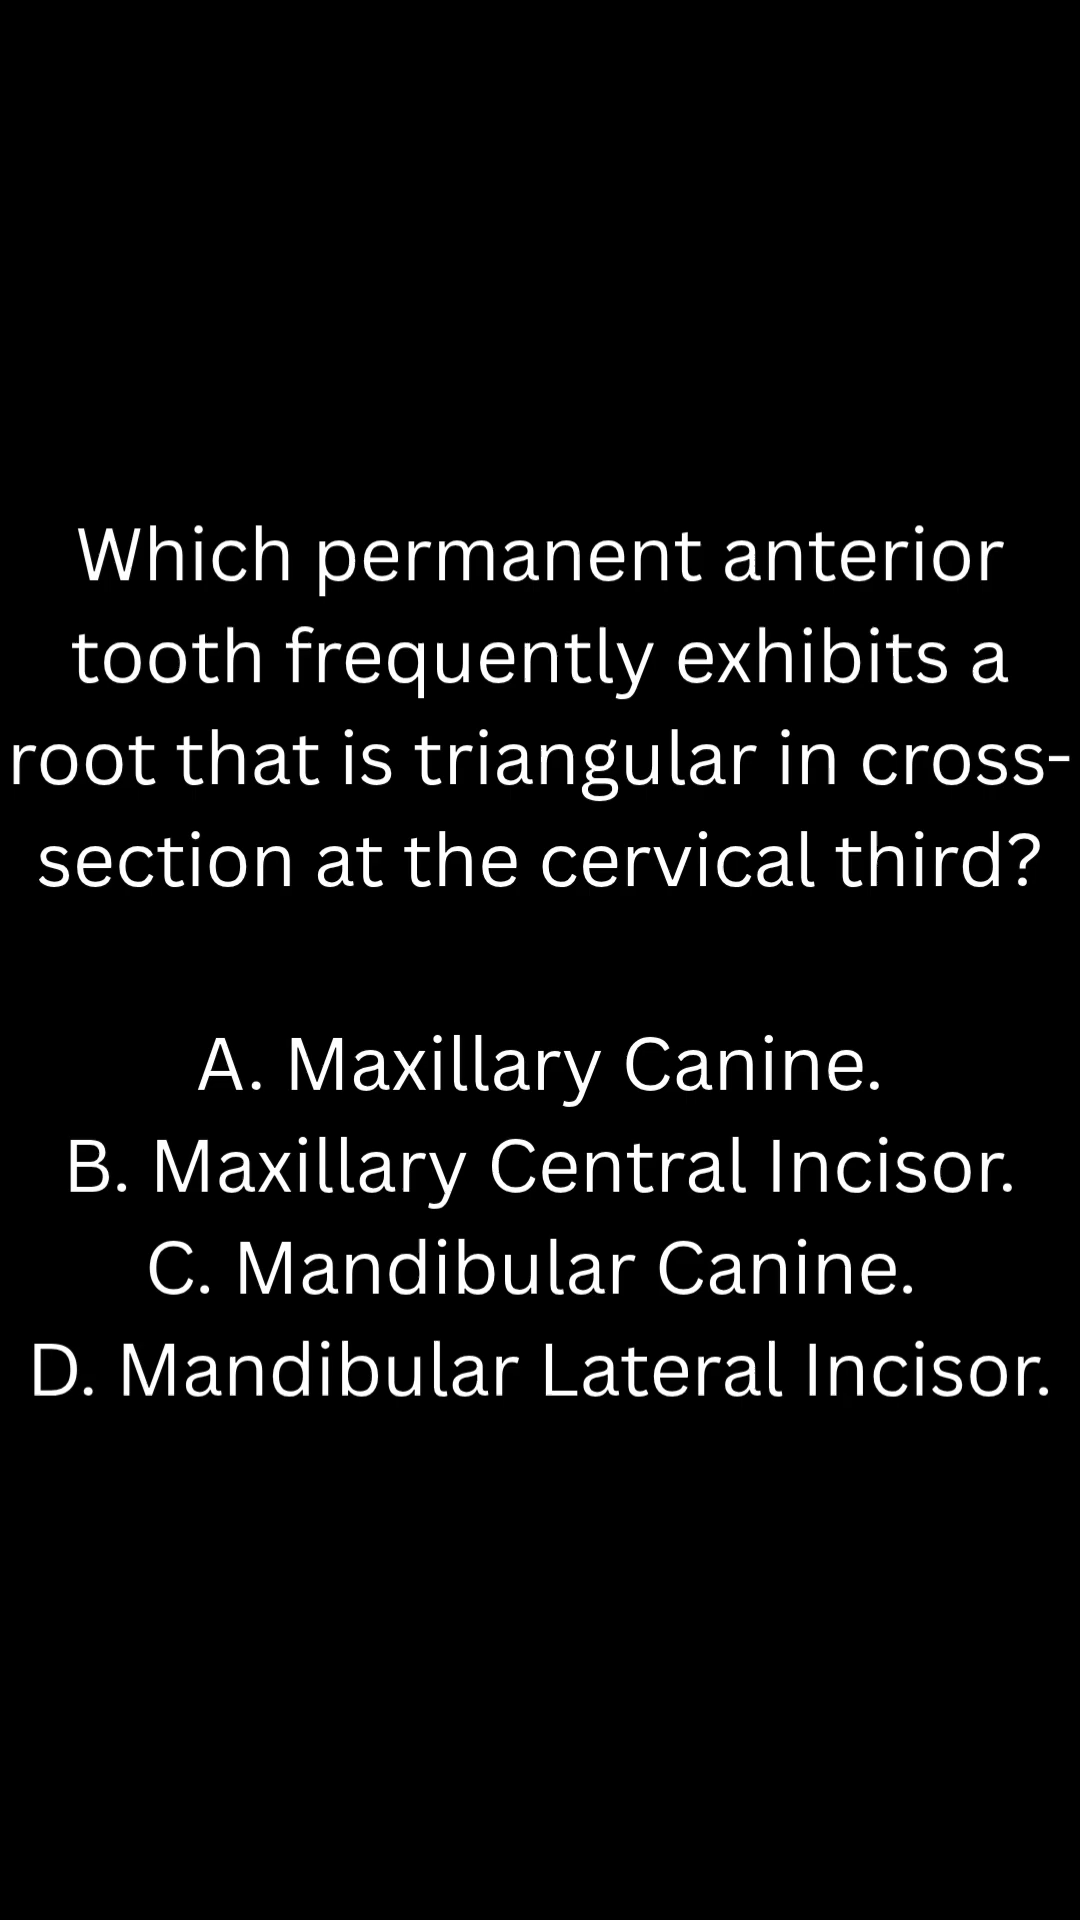 Which permanent anterior
tooth frequently exhibits a
root that is triangular in cross-
section at the cervical third?
A. Maxillary Canine.
B. Maxillary Central Incisor.
C. Mandibular Canine.
D. Mandibular Lateral Incisor.